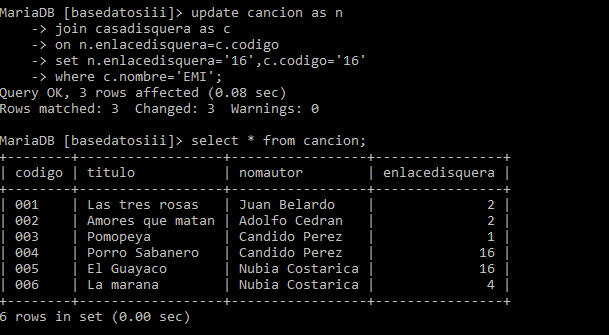 MariaDB [basedatosiii]> update cancion as n
    -> join casadisquera as c
    -> on n.enlacedisquera=c.codigo
    -> set n.enlacedisquera='16',c.codigo='16'
    -> where c.nombre='EMI';
Query OK, 3 rows affected (0.08 sec)
Rows matched: 3  Changed: 3  Warnings: 0

MariaDB [basedatosiii]> select * from cancion;
+--------+------------------+-----------------+----------------+
| codigo | titulo           | nomautor        | enlacedisquera |
+--------+------------------+-----------------+----------------+
| 001    | Las tres rosas   | Juan Belardo    |              2 |
| 002    | Amores que matan | Adolfo Cedran   |              2 |
| 003    | Pomopeya         | Candido Perez   |              1 |
| 004    | Porro Sabanero   | Candido Perez   |             16 |
| 005    | El Guayaco       | Nubia Costarica |             16 |
| 006    | La marana        | Nubia Costarica |              4 |
+--------+------------------+-----------------+----------------+
6 rows in set (0.00 sec)